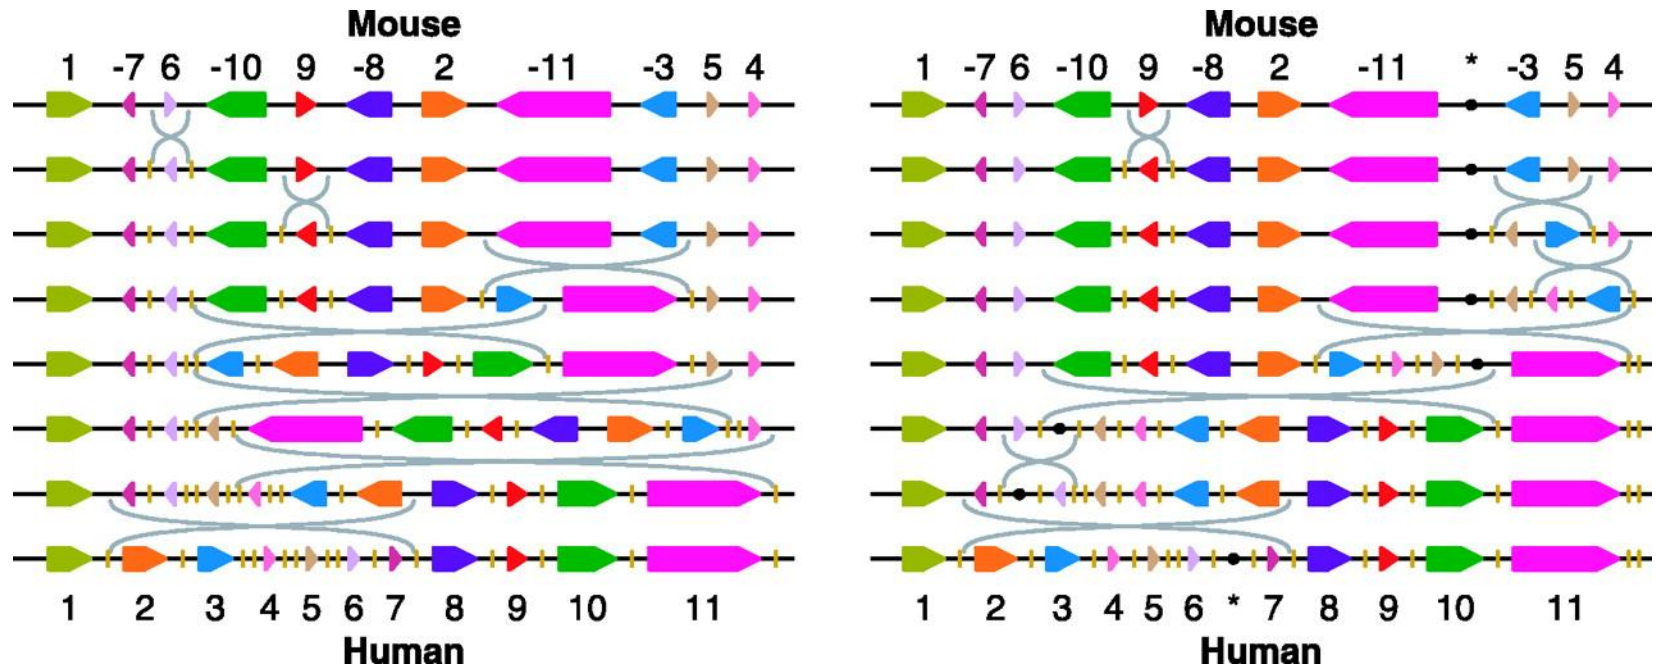 Mouse
1 -7 6 -10 9 -8 2 -11 -3 5 4
1 2 3 4 5 6 7 8 9 10 11
Human
Mouse
1 -7 6 -10 9 -8 2 -11 * -3 5 4
1 2 3 4 5 6 * 7 8 9 10 11
Human